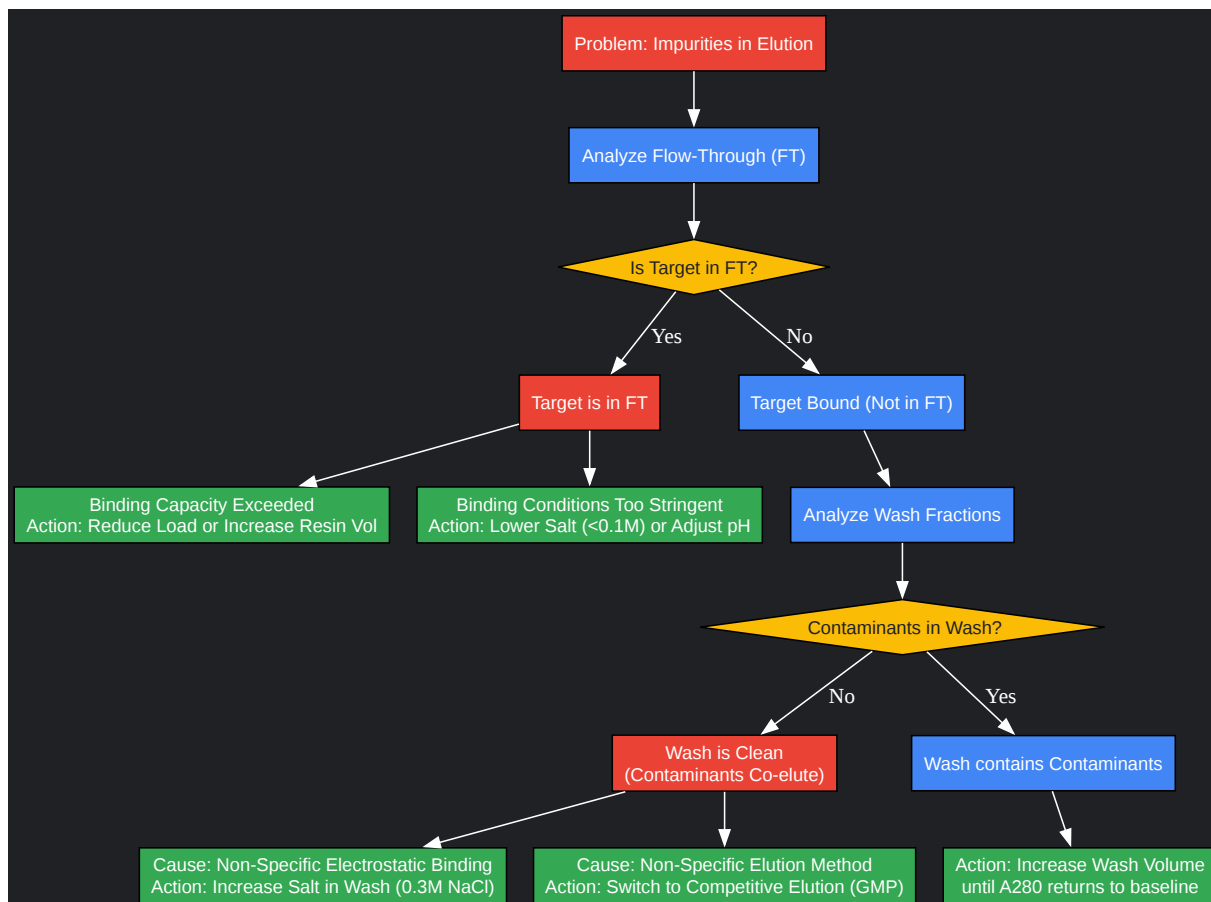 Problem: Impurities in Elution
Analyze Flow-Through (FT)
Is Target in FT?
Yes
No
Target is in FT
Target Bound (Not in FT)
Binding Capacity Exceeded
Action: Reduce Load or Increase Resin Vol
Binding Conditions Too Stringent
Action: Lower Salt (<0.1M) or Adjust pH
Analyze Wash Fractions
Contaminants in Wash?
No
Yes
Wash is Clean
(Contaminants Co-elute)
Wash contains Contaminants
Cause: Non-Specific Electrostatic Binding
Action: Increase Salt in Wash (0.3M NaCl)
Cause: Non-Specific Elution Method
Action: Switch to Competitive Elution (GMP)
Action: Increase Wash Volume
until A280 returns to baseline